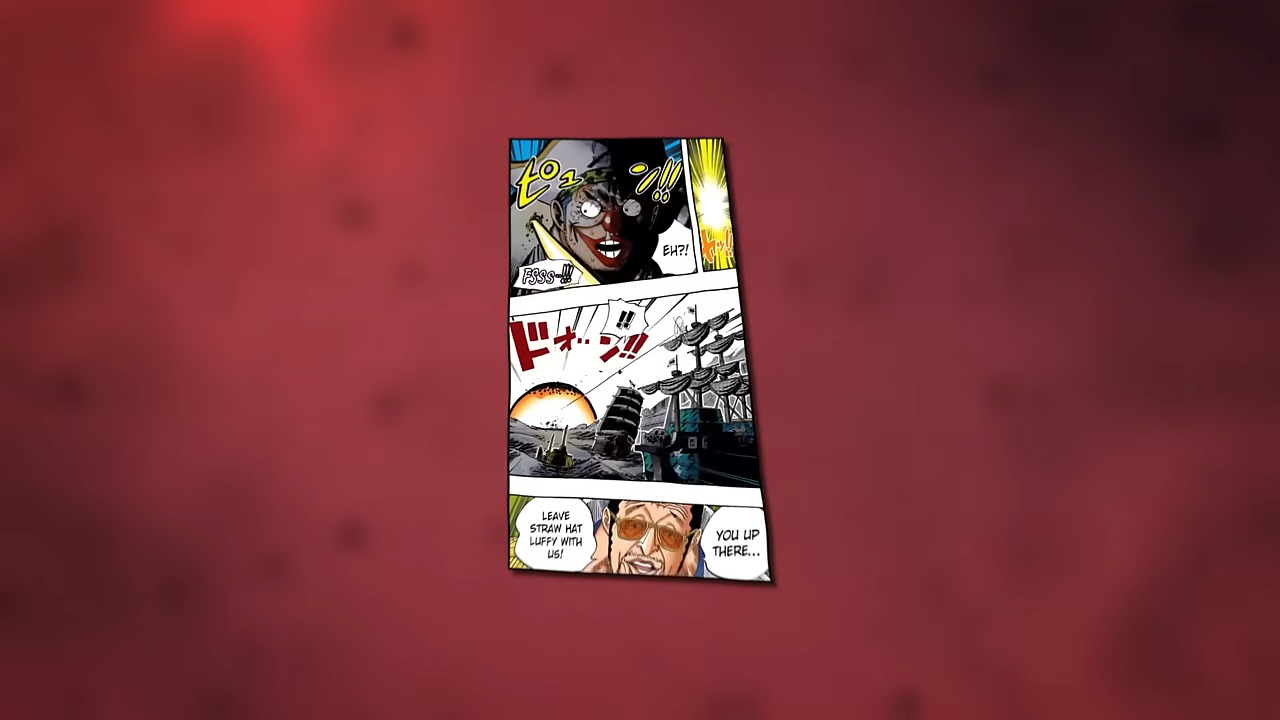 ピュ
ン!!
EH?!
FSSS-!!!
!!
ドォ‥ン!!!
YOU UP
THERE...
LEAVE
STRAW HAT
LUFFY WITH
US!